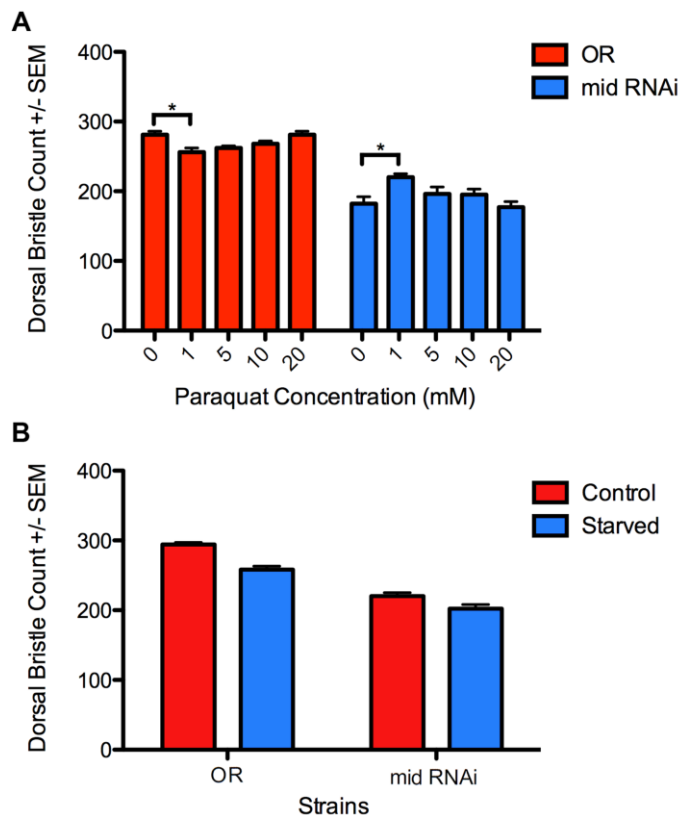 A
Dorsal Bristle Count +/- SEM
400
300
200
100
0
*
*
OR
mid RNAi
0 1 5 10 20 0 1 5 10 20
Paraquat Concentration (mM)
B
Dorsal Bristle Count +/- SEM
400
300
200
100
0
Control
Starved
OR mid RNAi
Strains